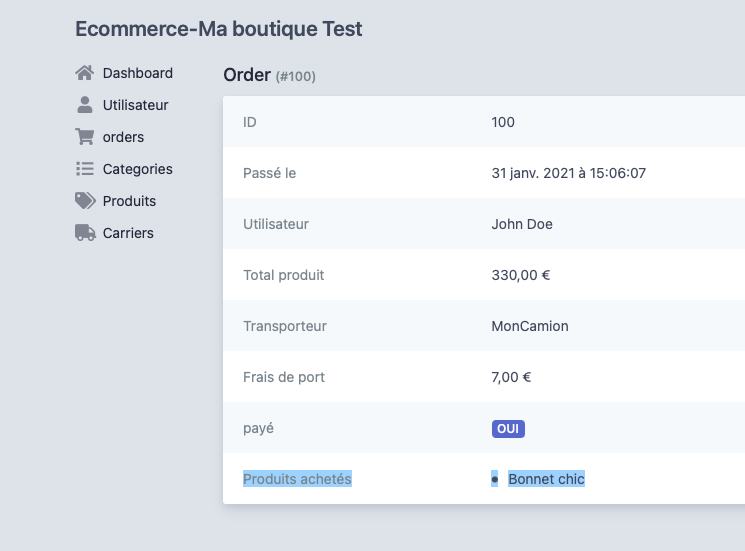 Ecommerce-Ma boutique Test
Dashboard
Utilisateur
orders
Categories
Produits
Carriers
Order (#100)
ID 100
Passé le 31 janv. 2021 à 15:06:07
Utilisateur John Doe
Total produit 330,00 €
Transporteur MonCamion
Frais de port 7,00 €
payé OUI
Produits achetés • Bonnet chic